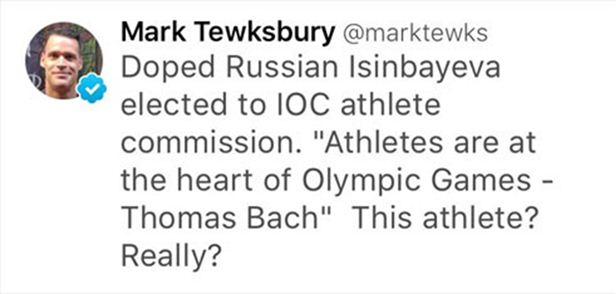 Mark Tewksbury @marktewks
Doped Russian Isinbayeva
elected to IOC athlete
commission. "Athletes are at
the heart of Olympic Games -
Thomas Bach"  This athlete?
Really?